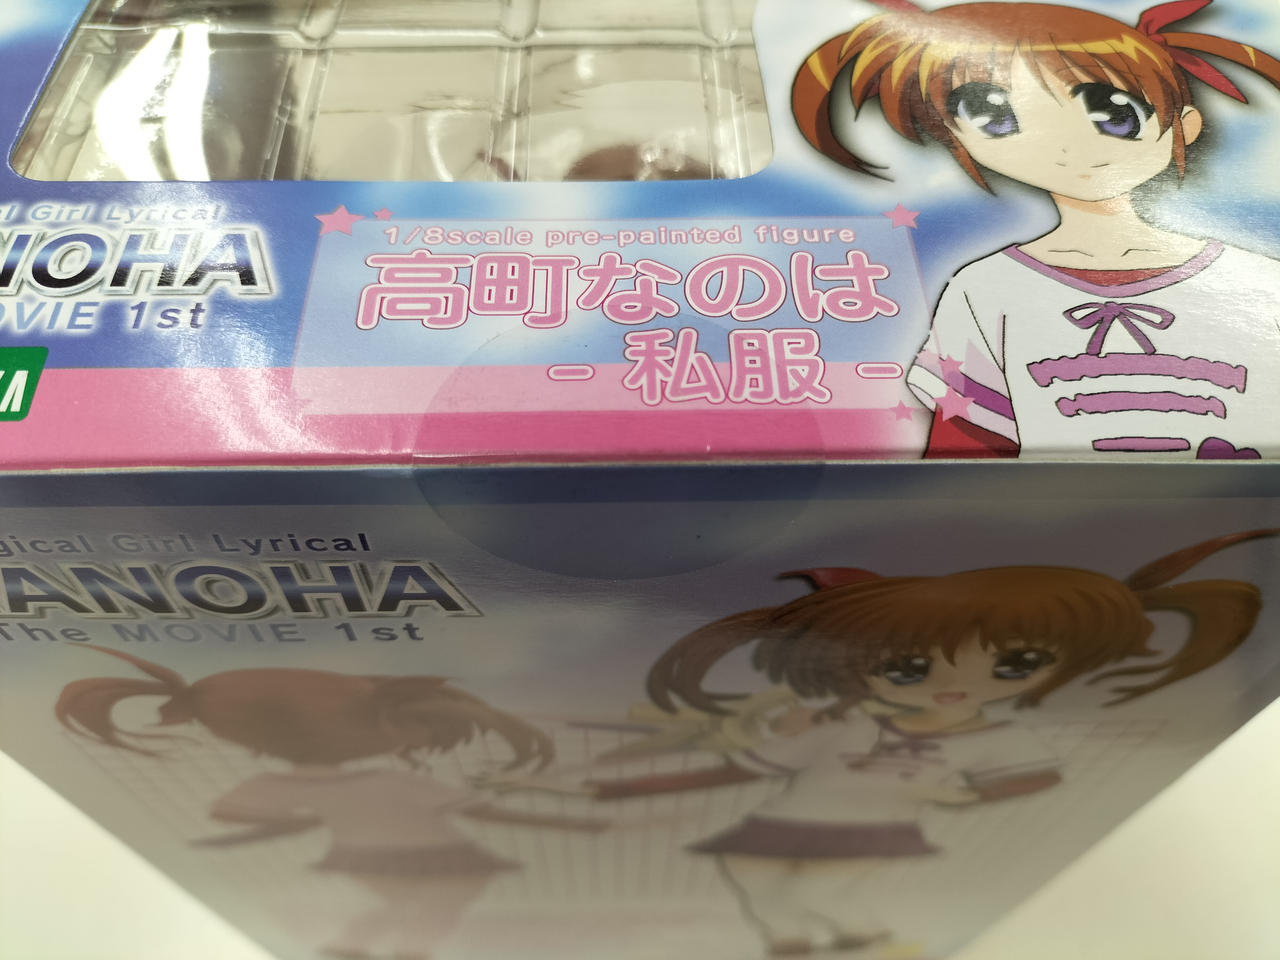 al Girl Lyrical
NOHA
OVIE 1st
1/8scale pre-painted figure
高町なのは
- 私服 -
gical Girl Lyrical
ANOHA
The MOVIE 1st